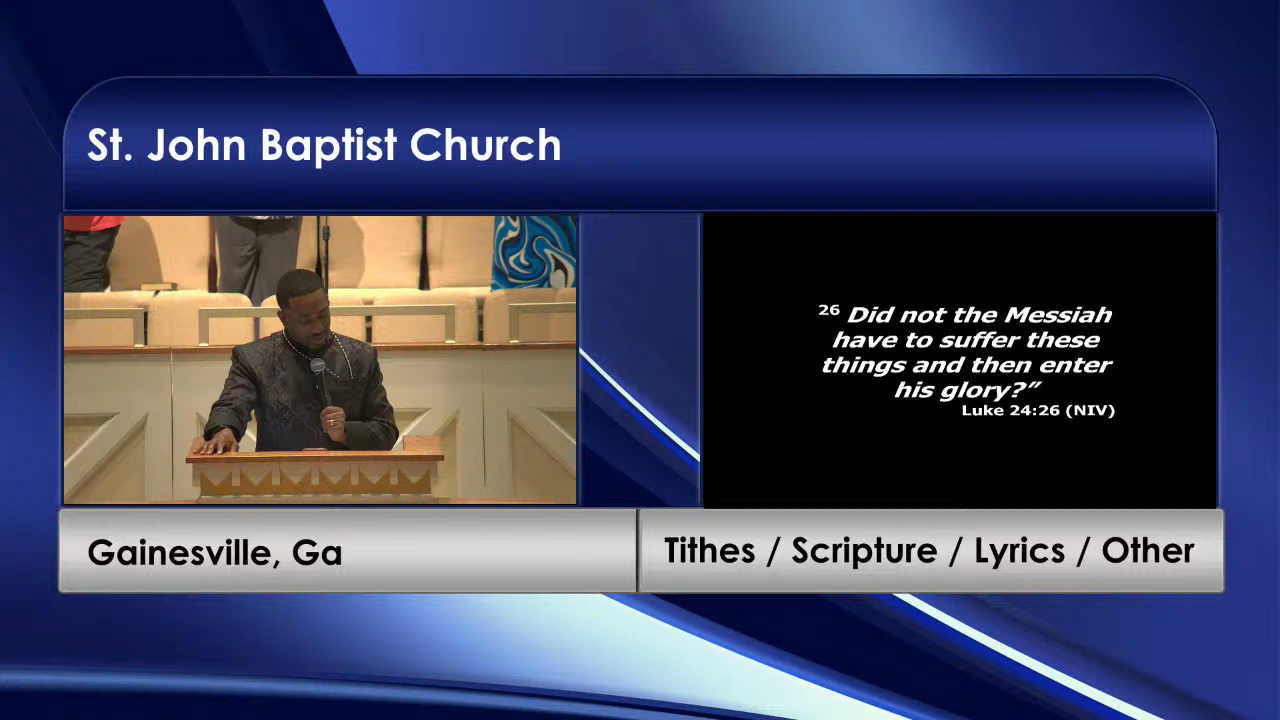 St. John Baptist Church
26 Did not the Messiah
have to suffer these
things and then enter
his glory?”
Luke 24:26 (NIV)
Gainesville, Ga
Tithes / Scripture / Lyrics / Other